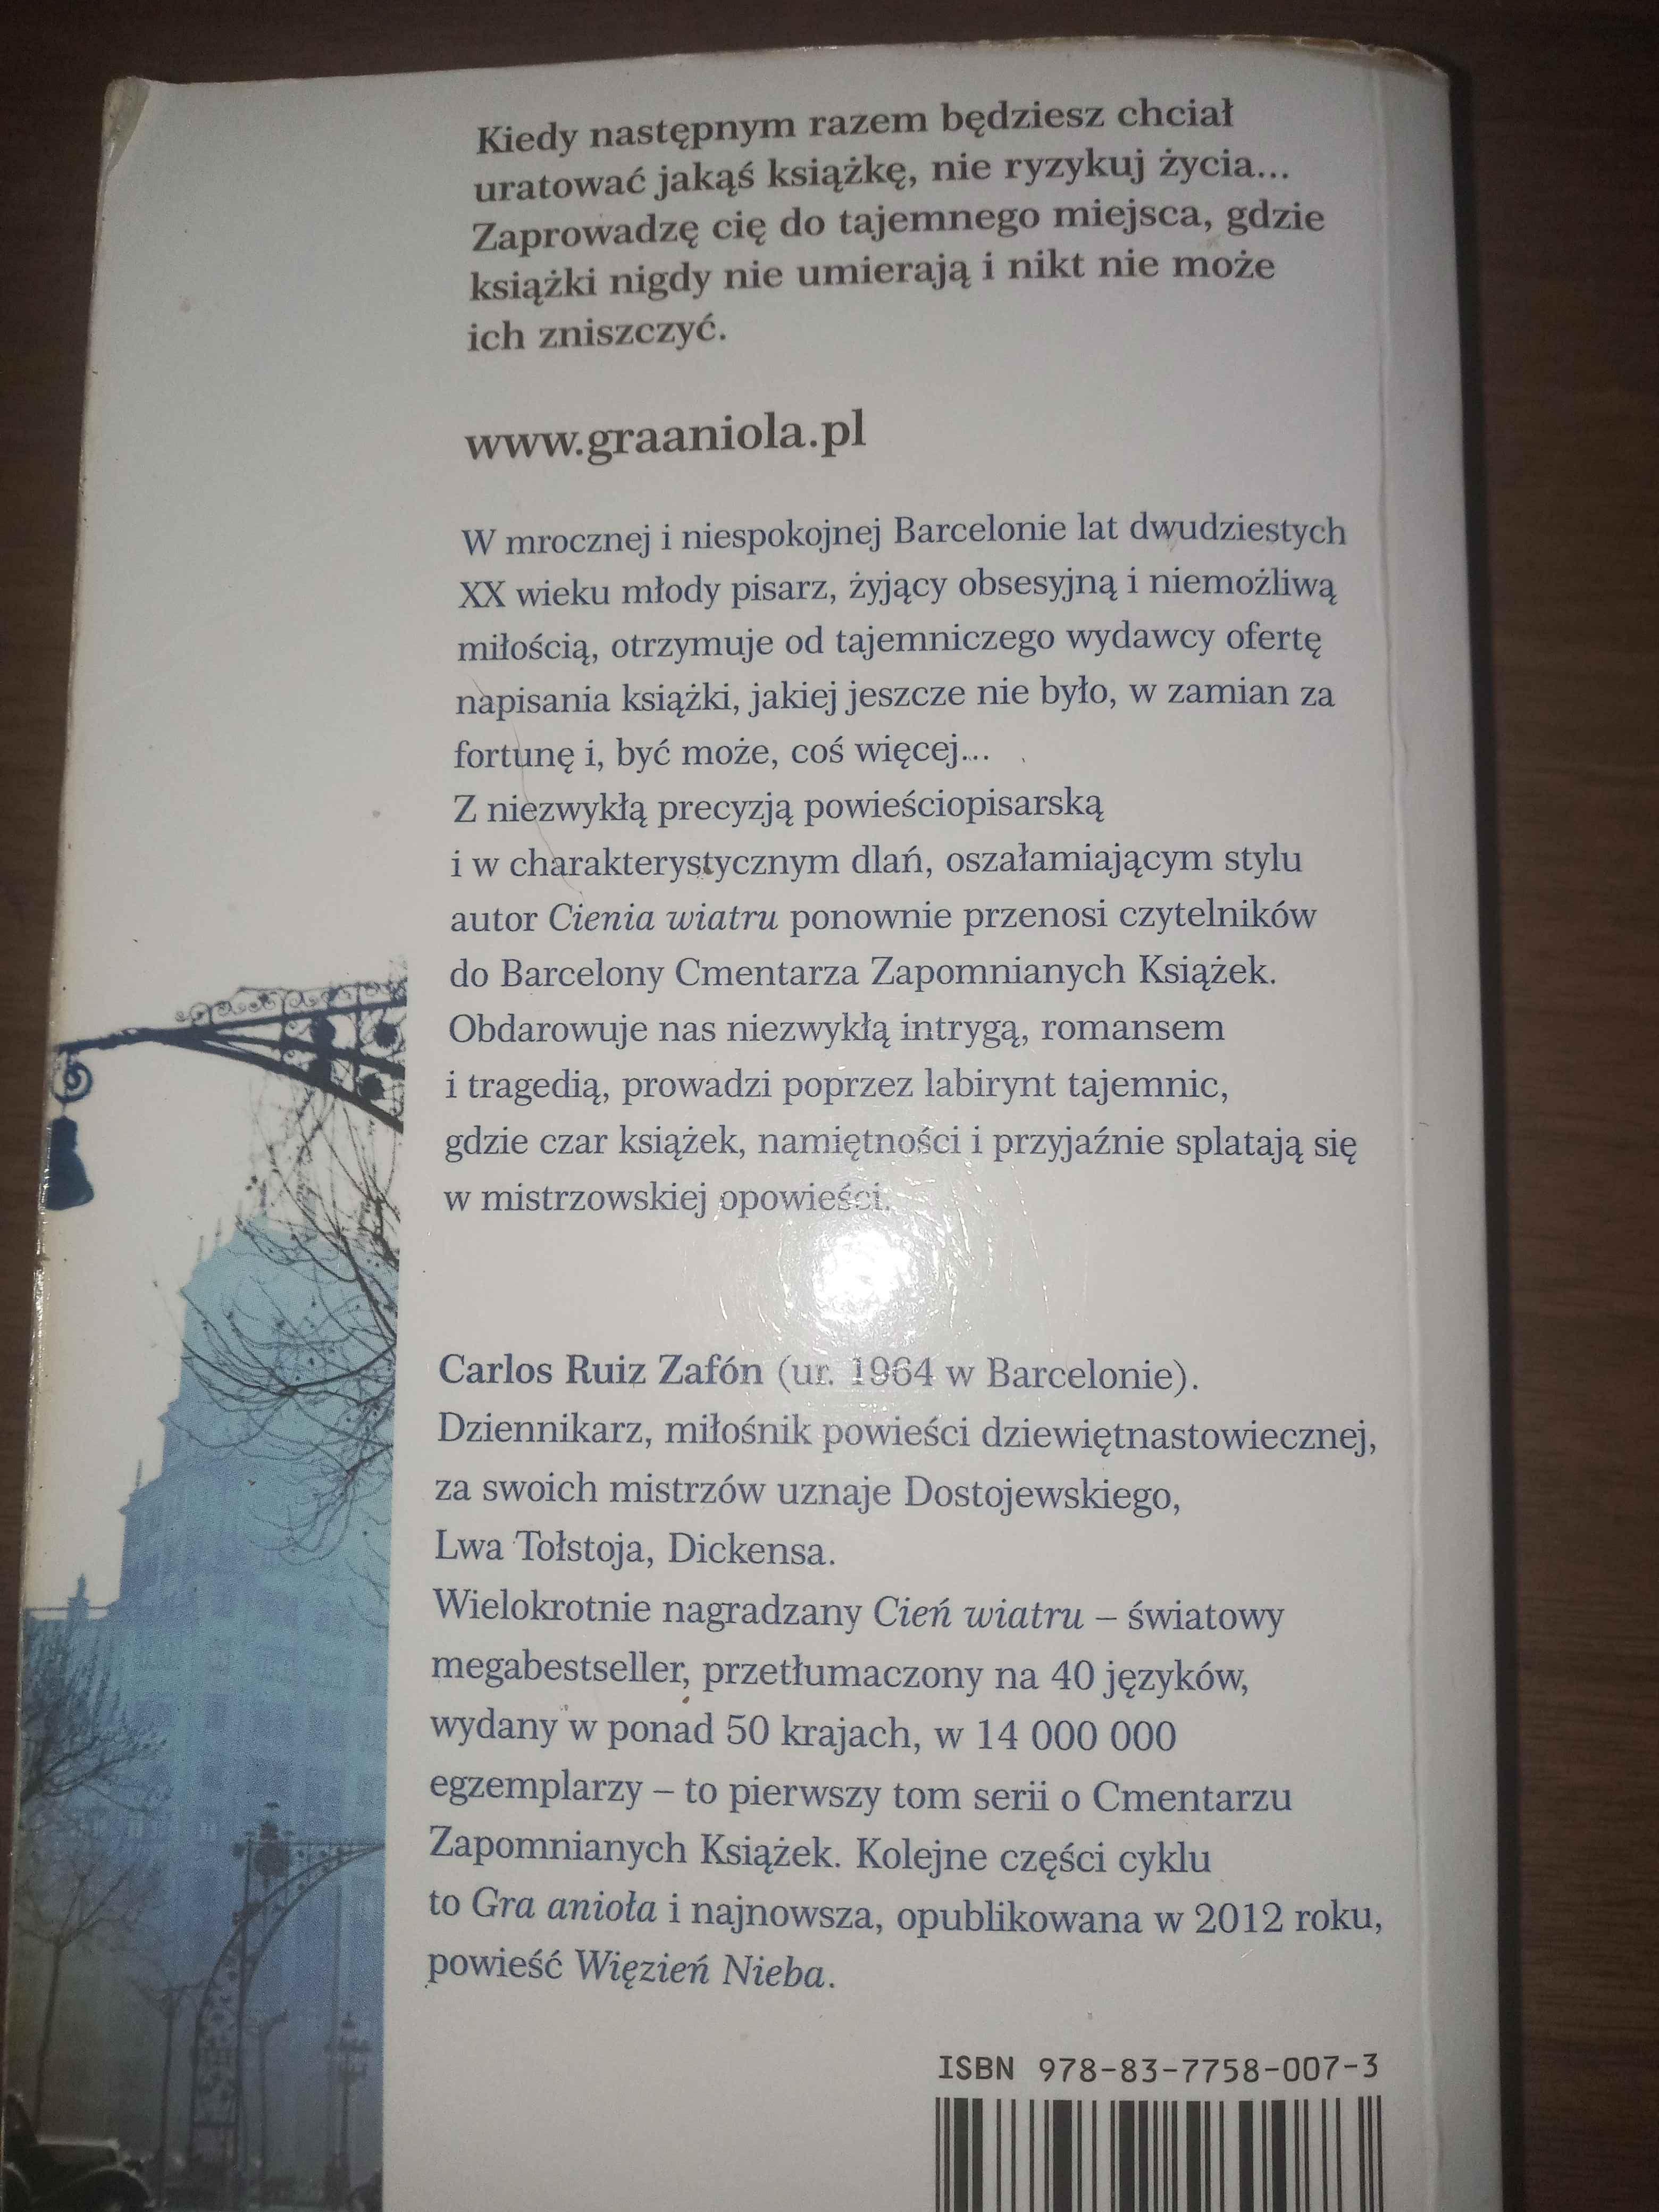 Kiedy następnym razem będziesz chciał
uratować jakąś książkę, nie ryzykuj życia...
Zaprowadzę cię do tajemnego miejsca, gdzie
książki nigdy nie umierają i nikt nie może
ich zniszczyć.
www.graaniola.pl
W mrocznej i niespokojnej Barcelonie lat dwudziestych
XX wieku młody pisarz, żyjący obsesyjną i niemożliwą
miłością, otrzymuje od tajemniczego wydawcy ofertę
napisania książki, jakiej jeszcze nie było, w zamian za
fortunę i, być może, coś więcej...
Z niezwykłą precyzją powieściopisarską
i w charakterystycznym dlań, oszałamiającym stylu
autor Cienia wiatru ponownie przenosi czytelników
do Barcelony Cmentarza Zapomnianych Książek.
Obdarowuje nas niezwykłą intrygą, romansem
i tragedią, prowadzi poprzez labirynt tajemnic,
gdzie czar książek, namiętności i przyjaźnie splatają się
w mistrzowskiej opowieści.
Carlos Ruiz Zafón (ur. 1964 w Barcelonie).
Dziennikarz, miłośnik powieści dziewiętnastowiecznej,
za swoich mistrzów uznaje Dostojewskiego,
Lwa Tołstoja, Dickensa.
Wielokrotnie nagradzany Cień wiatru – światowy
megabestseller, przetłumaczony na 40 języków,
wydany w ponad 50 krajach, w 14 000 000
egzemplarzy – to pierwszy tom serii o Cmentarzu
Zapomnianych Książek. Kolejne części cyklu
to Gra anioła i najnowsza, opublikowana w 2012 roku,
powieść Więzień Nieba.
ISBN 978-83-7758-007-3